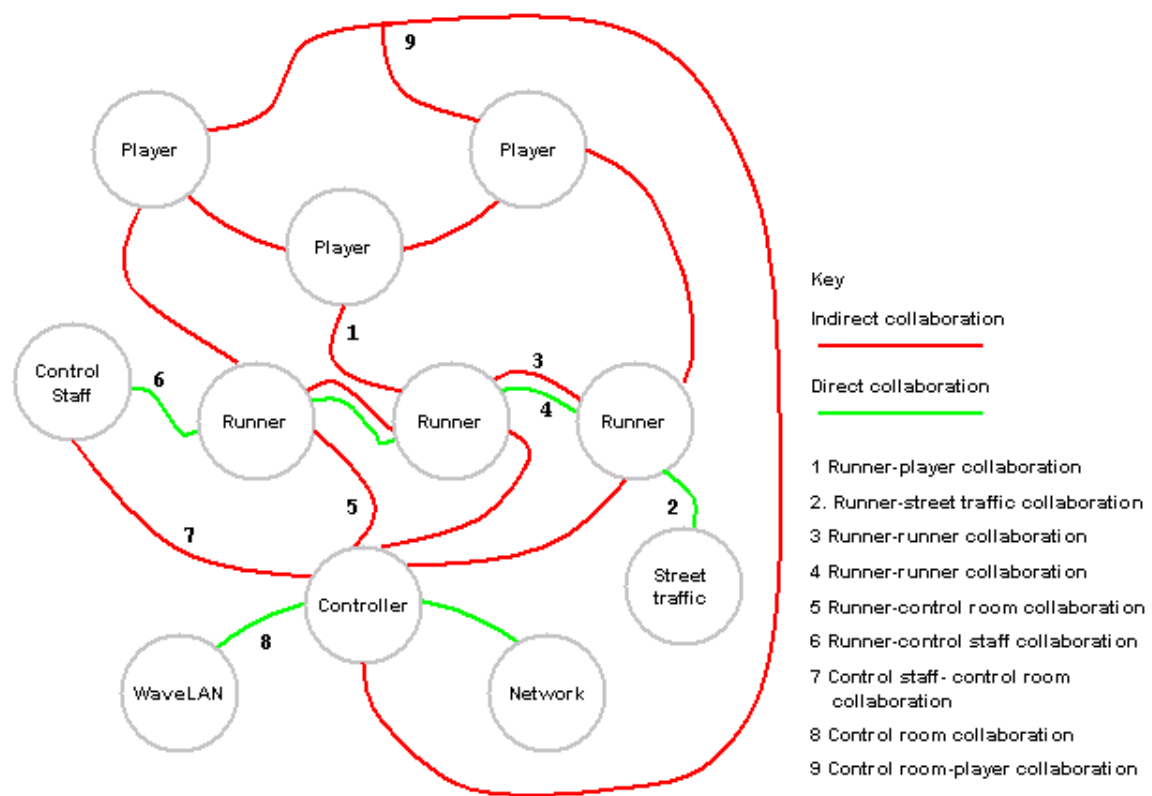 9
Player
Player
Player
1
Control
Staff
6
Runner
Runner
3
4
Runner
5
2
7
Street
traffic
Controller
8
WaveLAN
Network
Key
Indirect collaboration
Direct collaboration
1 Runner-player collaboration
2. Runner-street traffic collaboration
3 Runner-runner collaboration
4 Runner-runner collaboration
5 Runner-control room collaboration
6 Runner-control staff collaboration
7 Control staff- control room
collaboration
8 Control room collaboration
9 Control room-player collaboration